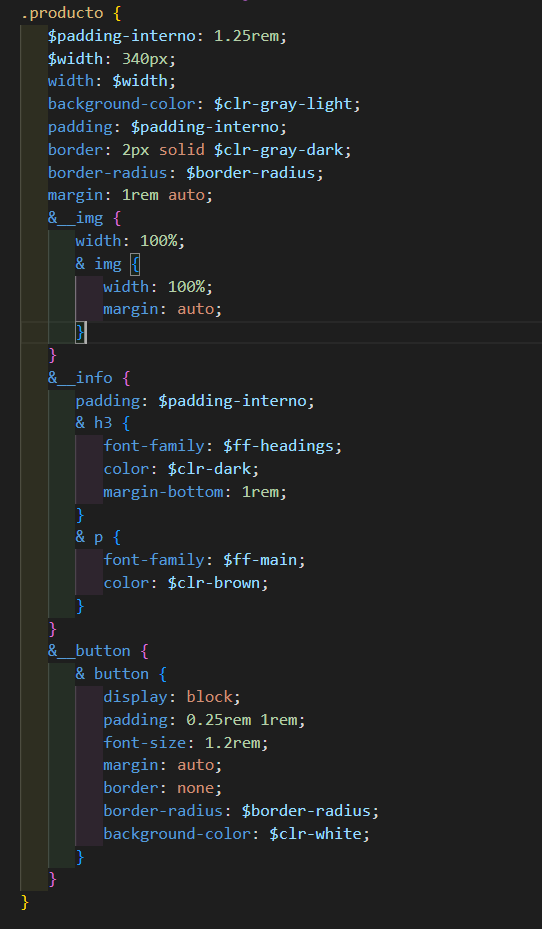 .producto {
    $padding-interno: 1.25rem;
    $width: 340px;
    width: $width;
    background-color: $clr-gray-light;
    padding: $padding-interno;
    border: 2px solid $clr-gray-dark;
    border-radius: $border-radius;
    margin: 1rem auto;
    &__img {
        width: 100%;
        & img {
            width: 100%;
            margin: auto;
        }
    }
    &__info {
        padding: $padding-interno;
        & h3 {
            font-family: $ff-headings;
            color: $clr-dark;
            margin-bottom: 1rem;
        }
        & p {
            font-family: $ff-main;
            color: $clr-brown;
        }
    }
    &__button {
        & button {
            display: block;
            padding: 0.25rem 1rem;
            font-size: 1.2rem;
            margin: auto;
            border: none;
            border-radius: $border-radius;
            background-color: $clr-white;
        }
    }
}